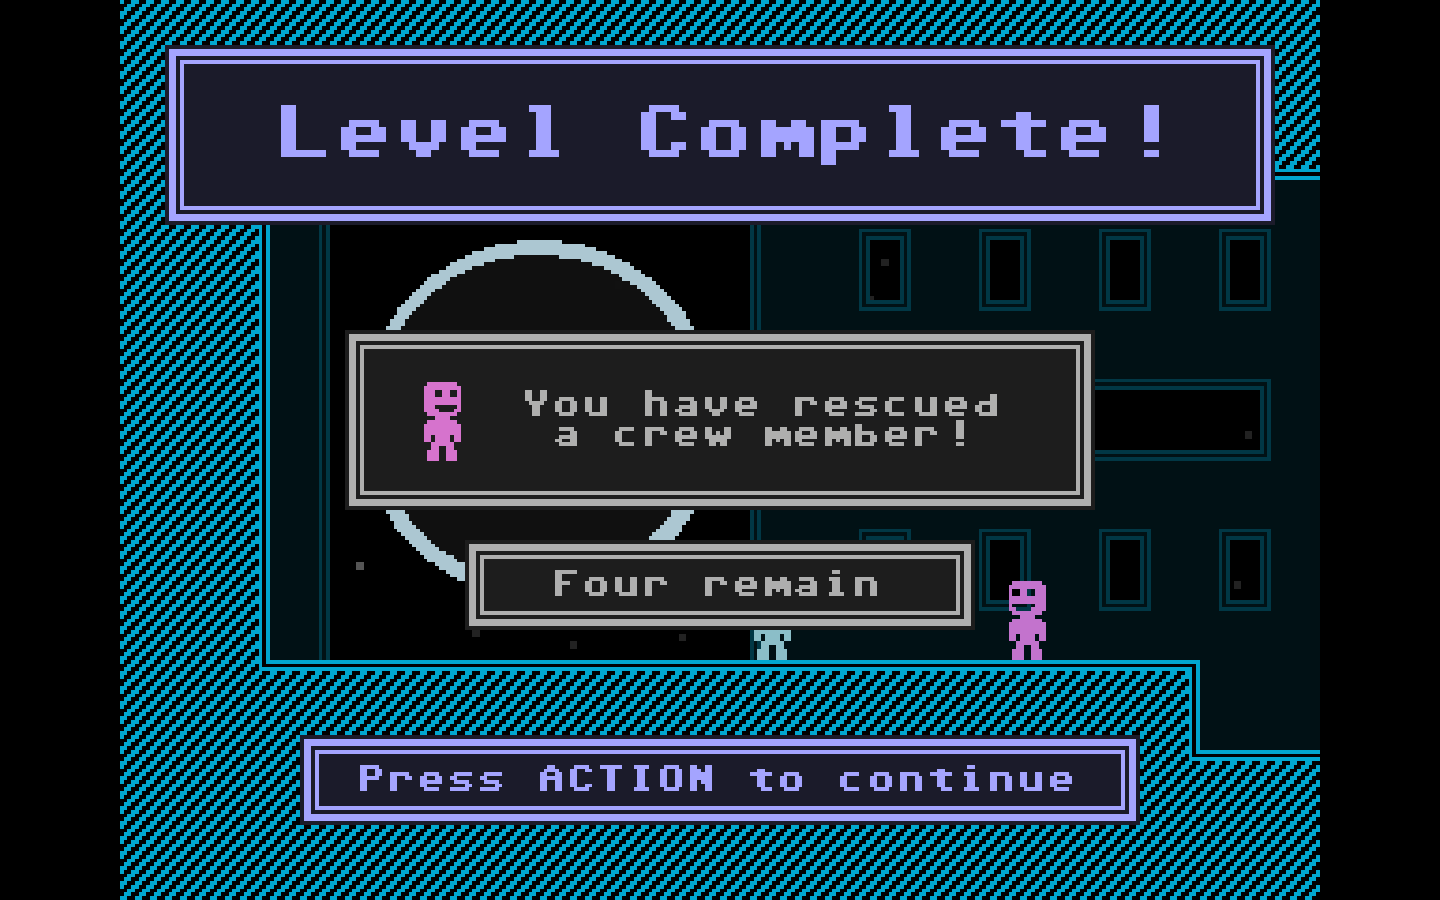 Level Complete!
You have rescued
a crew member!
Four remain
Press ACTION to continue